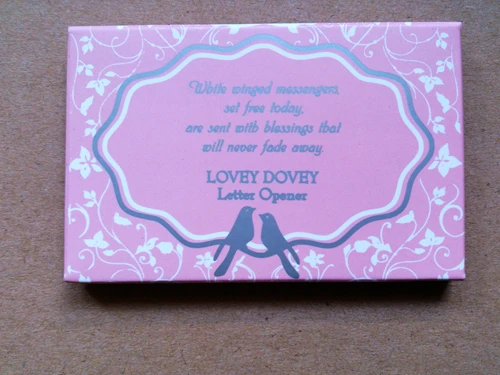 White winged messengers,
set free today,
are sent with blessings that
will never fade away.
LOVEY DOVEY
Letter Opener